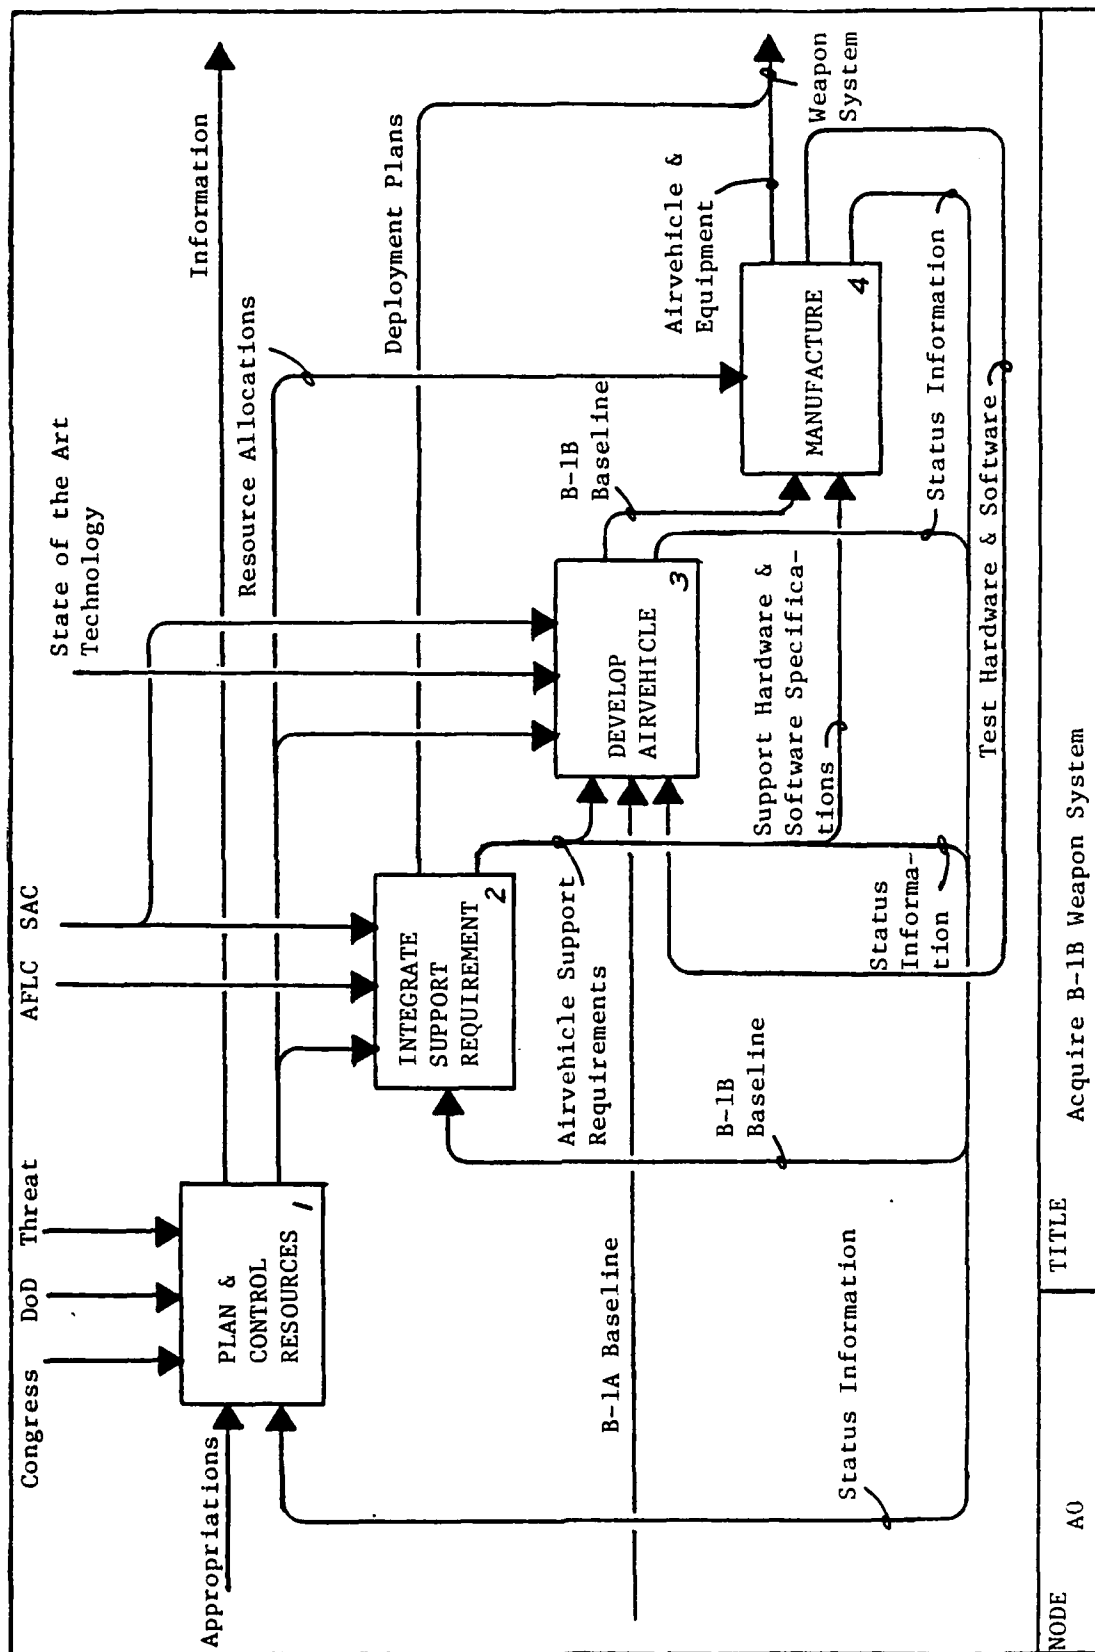 Congress
DoD
Threat
AFLC
SAC
State of the Art
Technology
Information
Appropriations
PLAN &
CONTROL
RESOURCES
1
Resource Allocations
Deployment Plans
INTEGRATE
SUPPORT
REQUIREMENT
2
B-1B
Baseline
Airvehicle Support
Requirements
B-1A Baseline
DEVELOP
AIRVEHICLE
3
B-1B
Baseline
Support Hardware &
Software Specifica-
tions
Airvehicle &
Equipment
Weapon
System
MANUFACTURE
4
Status Information
Status
Informa-
tion
Status Information
Test Hardware & Software
NODE
A0
TITLE
Acquire B-1B Weapon System